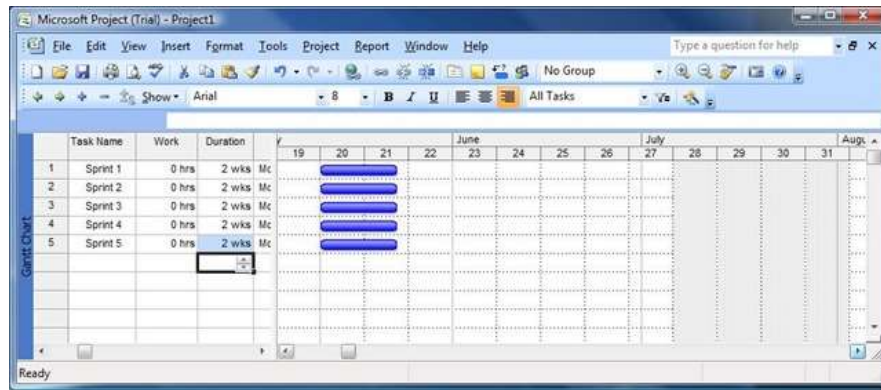 Microsoft Project (Trial) - Project1
File Edit View Insert Format Tools Project Report Window Help Type a question for help
No Group
Show Arial 8 B I U All Tasks
Task Name Work Duration June July
19 20 21 22 23 24 25 26 27 28 29 30 31
1 Sprint 1 0 hrs 2 wks Mc
2 Sprint 2 0 hrs 2 wks Mc
3 Sprint 3 0 hrs 2 wks Mc
4 Sprint 4 0 hrs 2 wks Mc
5 Sprint 5 0 hrs 2 wks Mc
Gantt Chart
Ready